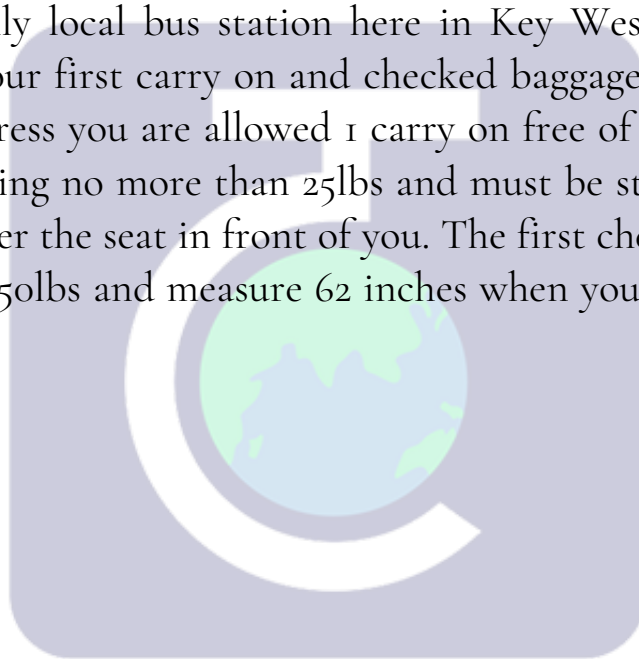 ly local bus station here in Key Wes
ur first carry on and checked baggage
ress you are allowed 1 carry on free of
ing no more than 25lbs and must be st
er the seat in front of you. The first che
50lbs and measure 62 inches when you